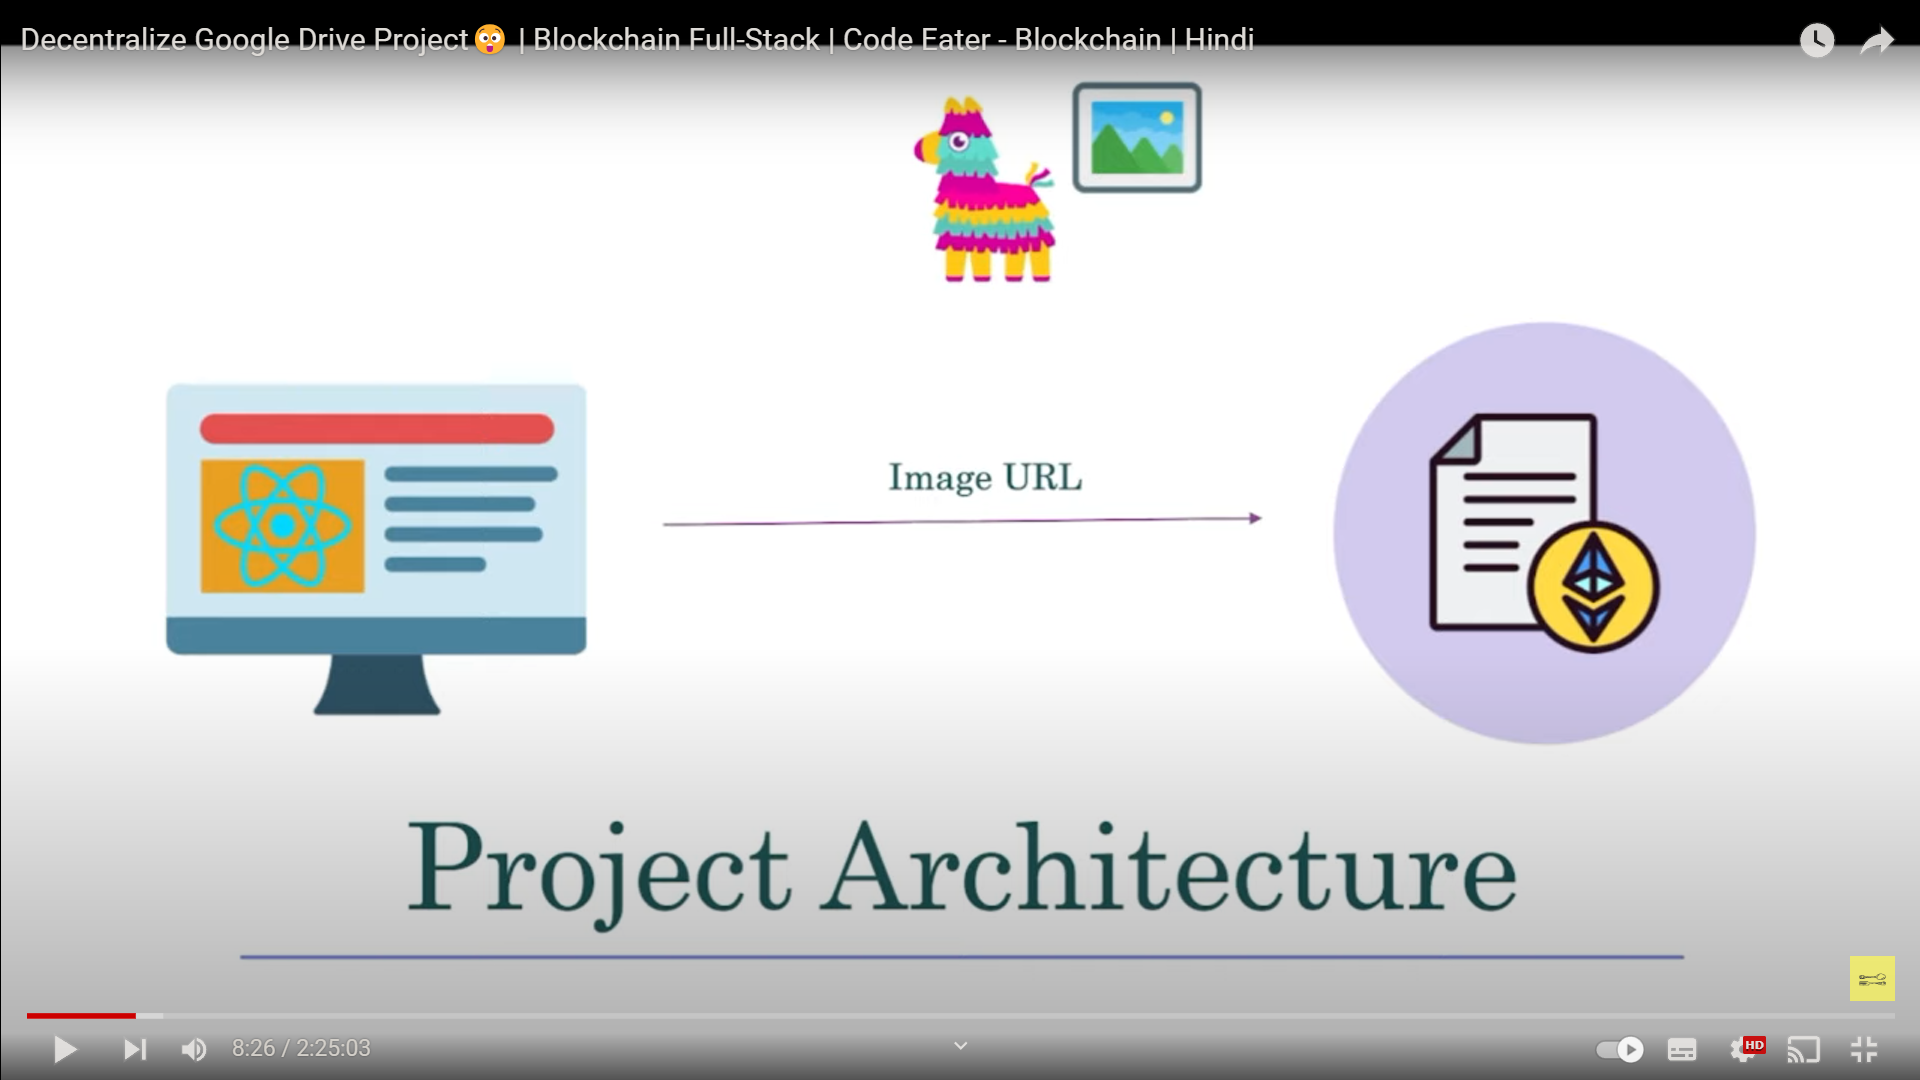 Decentralize Google Drive Project😲 | Blockchain Full-Stack | Code Eater - Blockchain | Hindi
Image URL
Project Architecture
8:26 / 2:25:03
HD